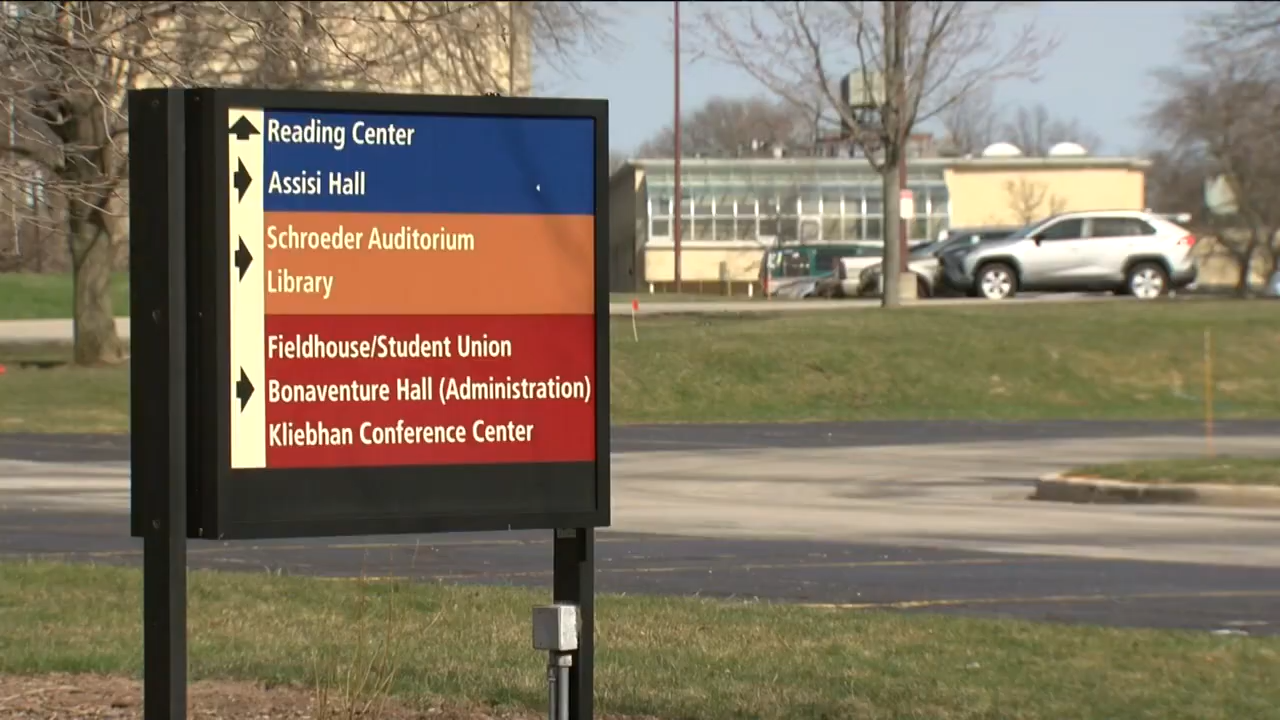 Reading Center
Assisi Hall
Schroeder Auditorium
Library
Fieldhouse/Student Union
Bonaventure Hall (Administration)
Kliebhan Conference Center